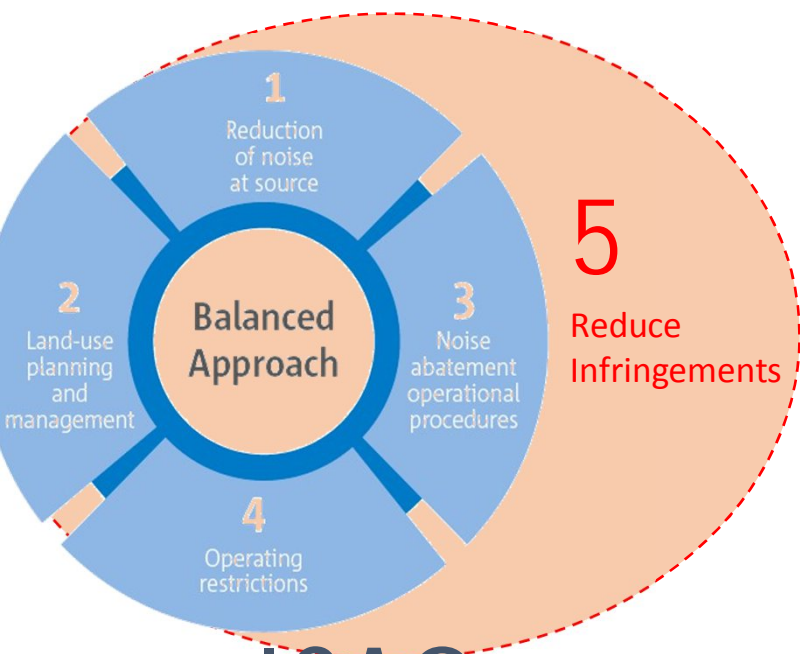 1
Reduction
of noise
at source
2
Land-use
planning
and
management
Balanced
Approach
3
Noise
abatement
operational
procedures
4
Operating
restrictions
5
Reduce
Infringements